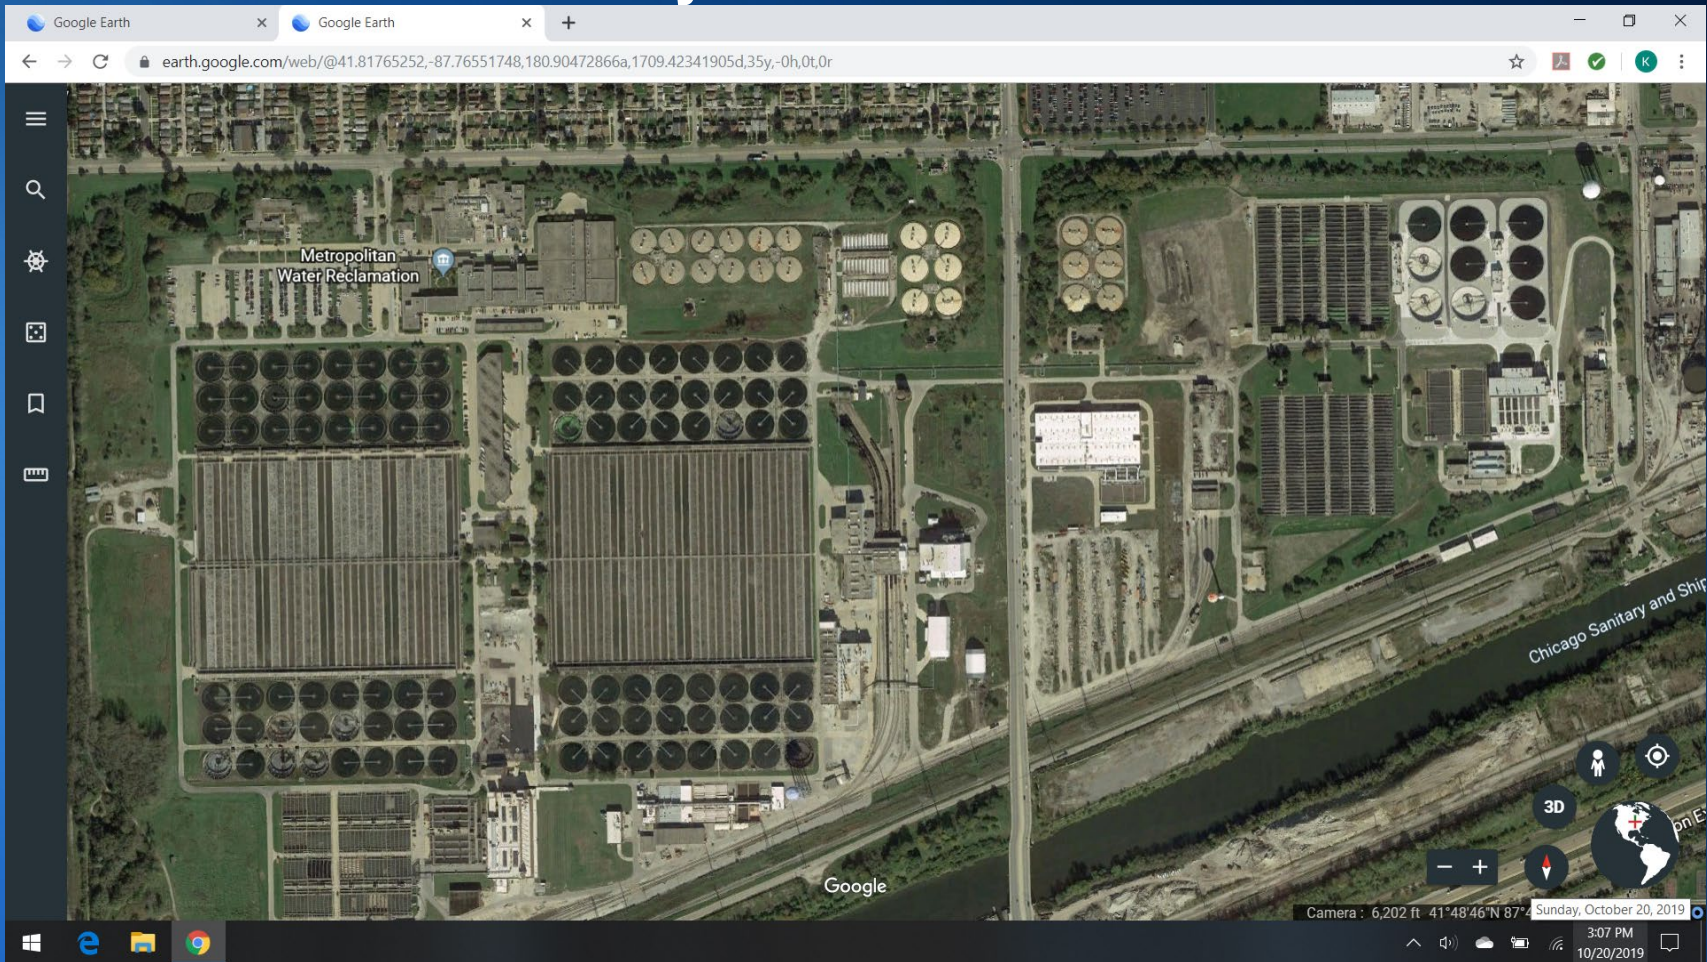 Google Earth
Google Earth
earth.google.com/web/@41.81765252,-87.76551748,180.90472866a,1709.42341905d,35y,-0h,0t,0r
K
Metropolitan
Water Reclamation
Chicago Sanitary and Ship
3D
on E
Google
Camera : 6,202 ft 41°48'46"N 87°4
Sunday, October 20, 2019
3:07 PM
10/20/2019